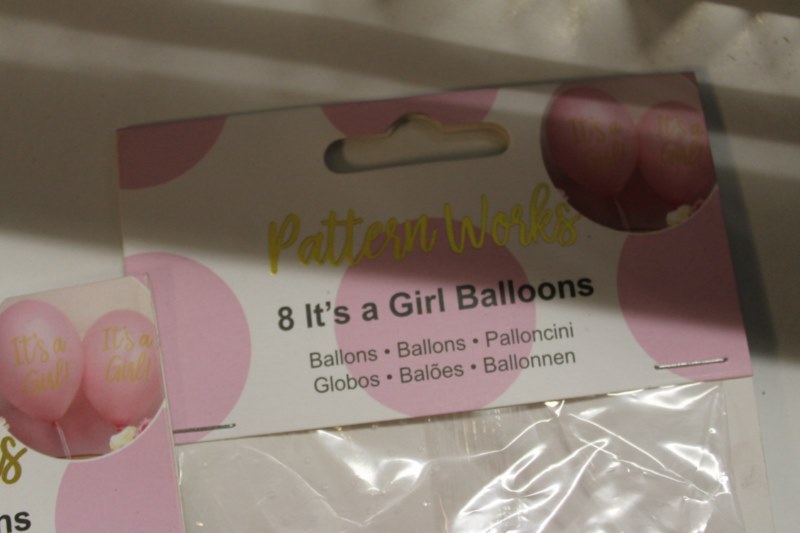 It's a
Girl!
It's a
Girl!
Pattern Works
8 It's a Girl Balloons
Ballons • Ballons • Palloncini
Globos • Balões • Ballonnen
It's a
Girl!
It's a
Girl!
s
ns